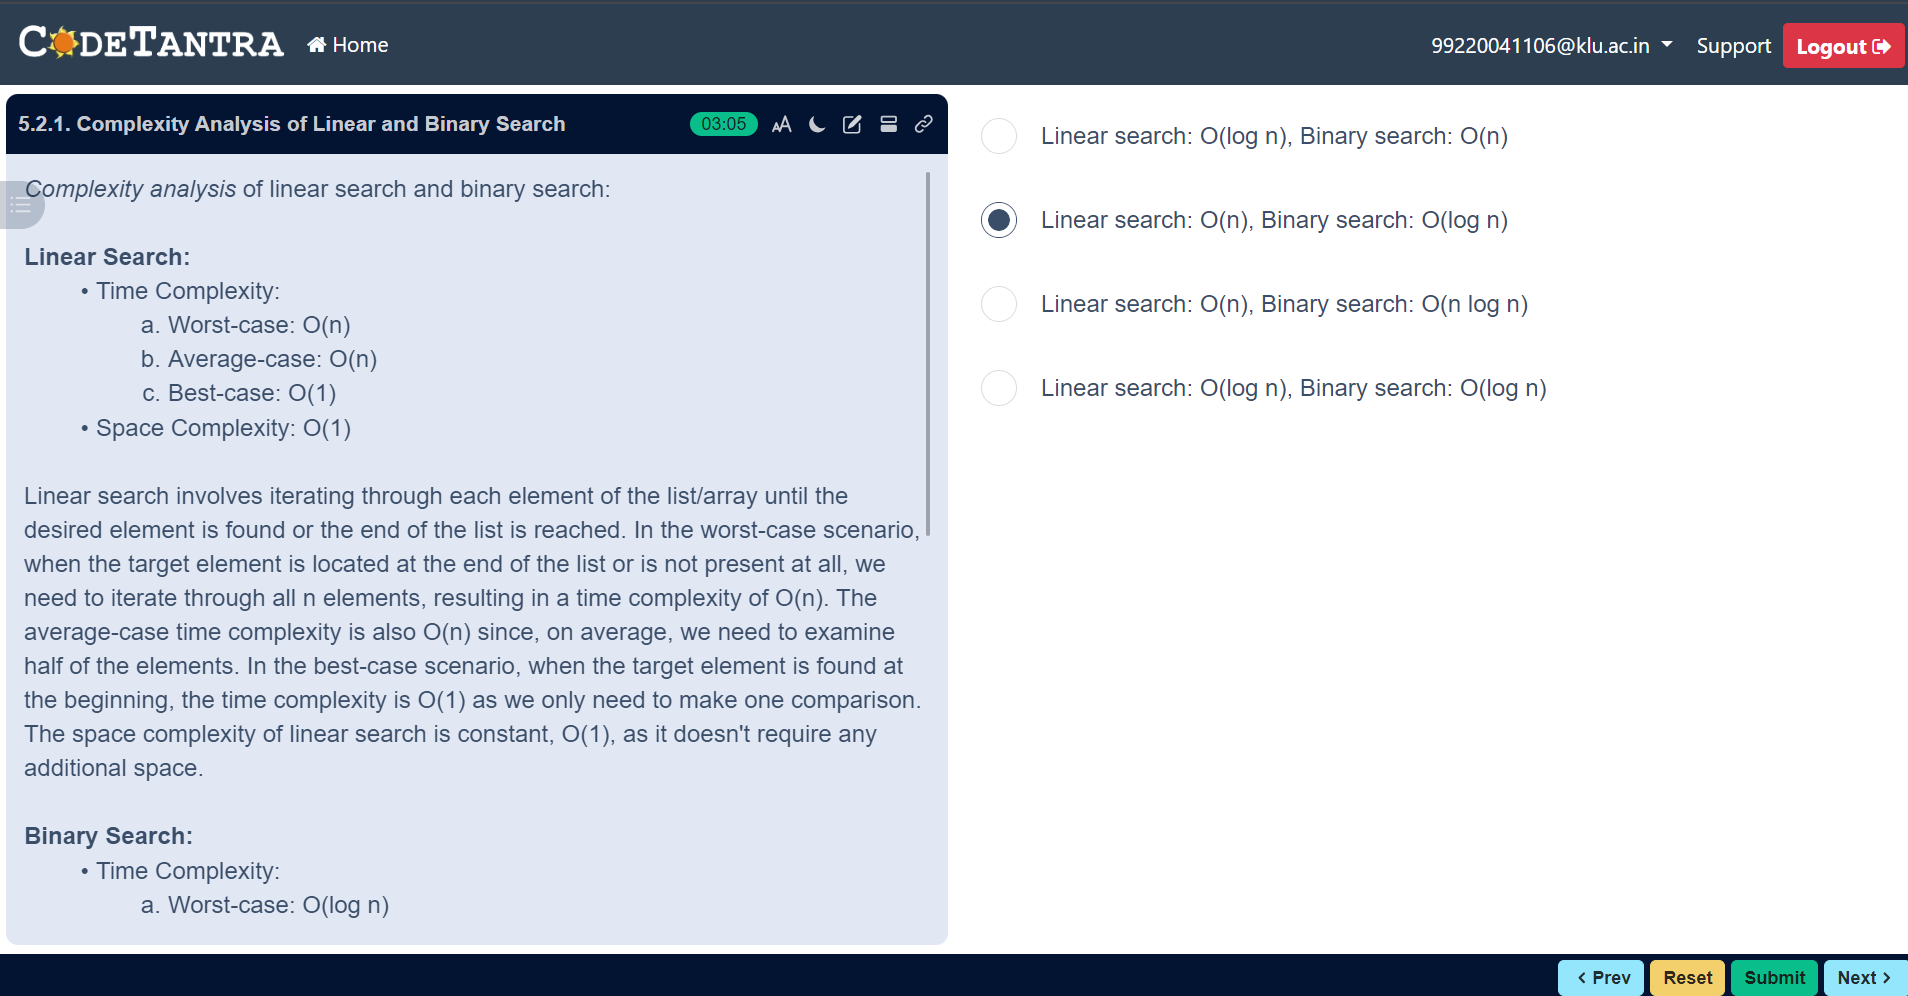 CODETANTRA Home 99220041106@klu.ac.in Support Logout
5.2.1. Complexity Analysis of Linear and Binary Search 03:05
Complexity analysis of linear search and binary search:
Linear Search:
• Time Complexity:
a. Worst-case: O(n)
b. Average-case: O(n)
c. Best-case: O(1)
• Space Complexity: O(1)
Linear search involves iterating through each element of the list/array until the
desired element is found or the end of the list is reached. In the worst-case scenario,
when the target element is located at the end of the list or is not present at all, we
need to iterate through all n elements, resulting in a time complexity of O(n). The
average-case time complexity is also O(n) since, on average, we need to examine
half of the elements. In the best-case scenario, when the target element is found at
the beginning, the time complexity is O(1) as we only need to make one comparison.
The space complexity of linear search is constant, O(1), as it doesn't require any
additional space.
Binary Search:
• Time Complexity:
a. Worst-case: O(log n)
Linear search: O(log n), Binary search: O(n)
Linear search: O(n), Binary search: O(log n)
Linear search: O(n), Binary search: O(n log n)
Linear search: O(log n), Binary search: O(log n)
‹ Prev Reset Submit Next ›